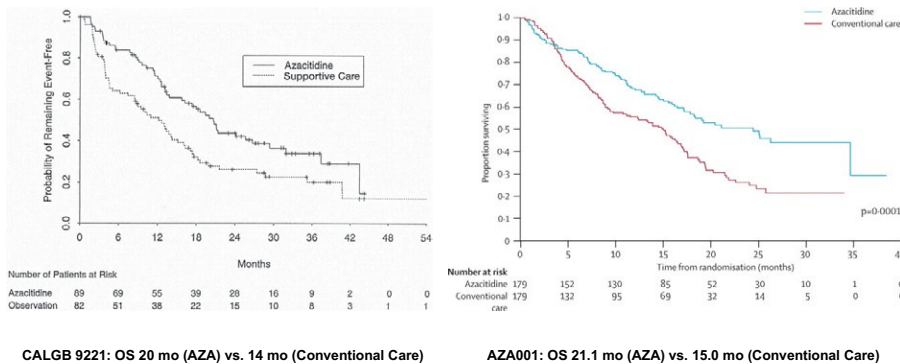 Azacitidine
Supportive Care
Probability of Remaining Event-Free
1.0
0.8
0.6
0.4
0.2
0.0
0 6 12 18 24 30 36 42 48 54
Months
Number of Patients at Risk
Azacitidine 89 69 55 39 28 16 9 2 0 0
Observation 82 51 38 22 15 10 8 3 1 1
CALGB 9221: OS 20 mo (AZA) vs. 14 mo (Conventional Care)
Azacitidine
Conventional care
Proportion surviving
1·0
0·9
0·8
0·7
0·6
0·5
0·4
0·3
0·2
0·1
0
p=0·0001
0 5 10 15 20 25 30 35
Time from randomisation (months)
Number at risk
Azacitidine 179 152 130 85 52 30 10 1
Conventional 179 132 95 69 32 14 5 0
care
AZA001: OS 21.1 mo (AZA) vs. 15.0 mo (Conventional Care)